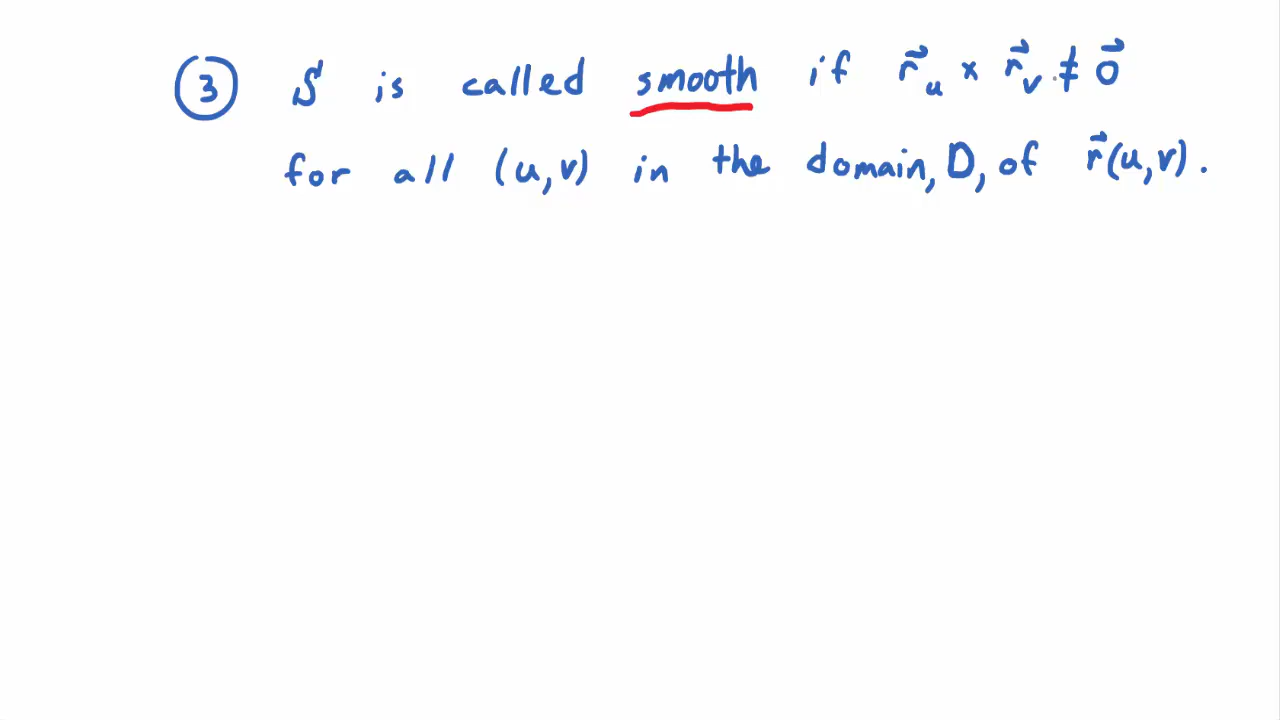 ③ S is called smooth if r⃗ᵤ × r⃗ᵥ ≠ 0⃗
for all (u,v) in the domain, D, of r⃗(u,v).